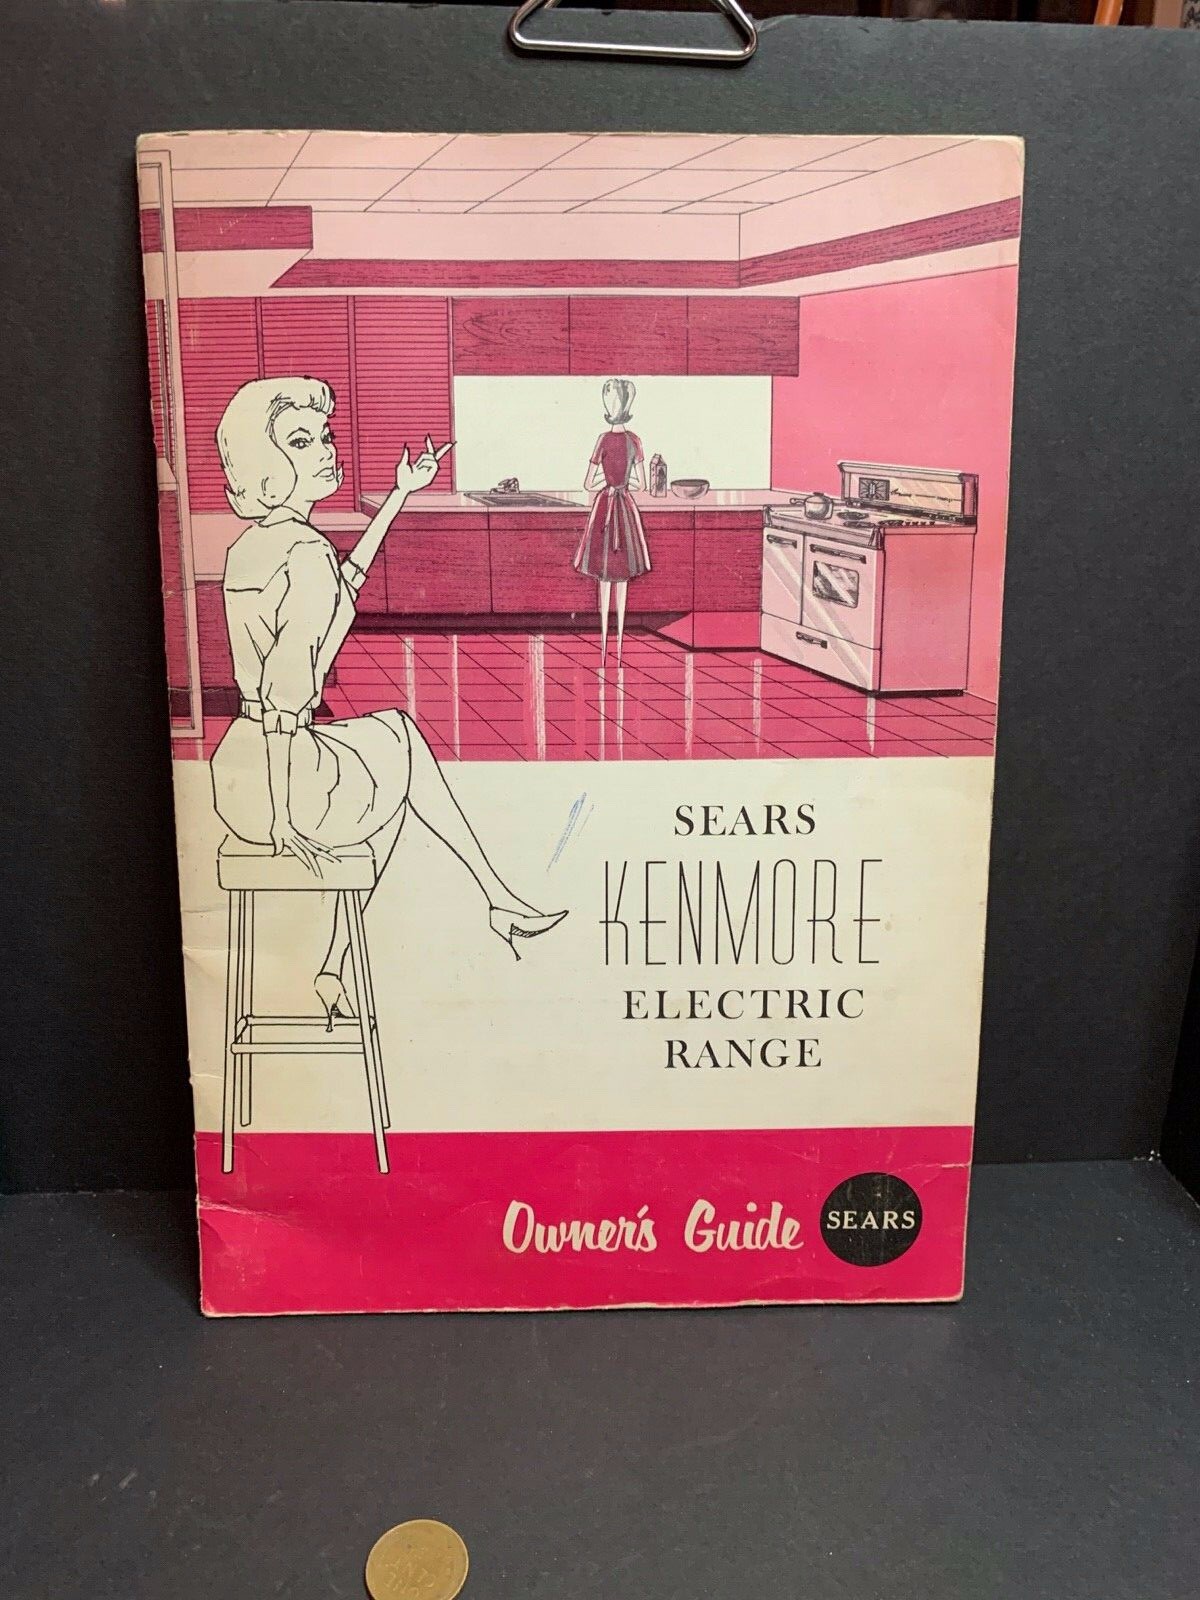 SEARS
KENMORE
ELECTRIC
RANGE
Owner's Guide
SEARS